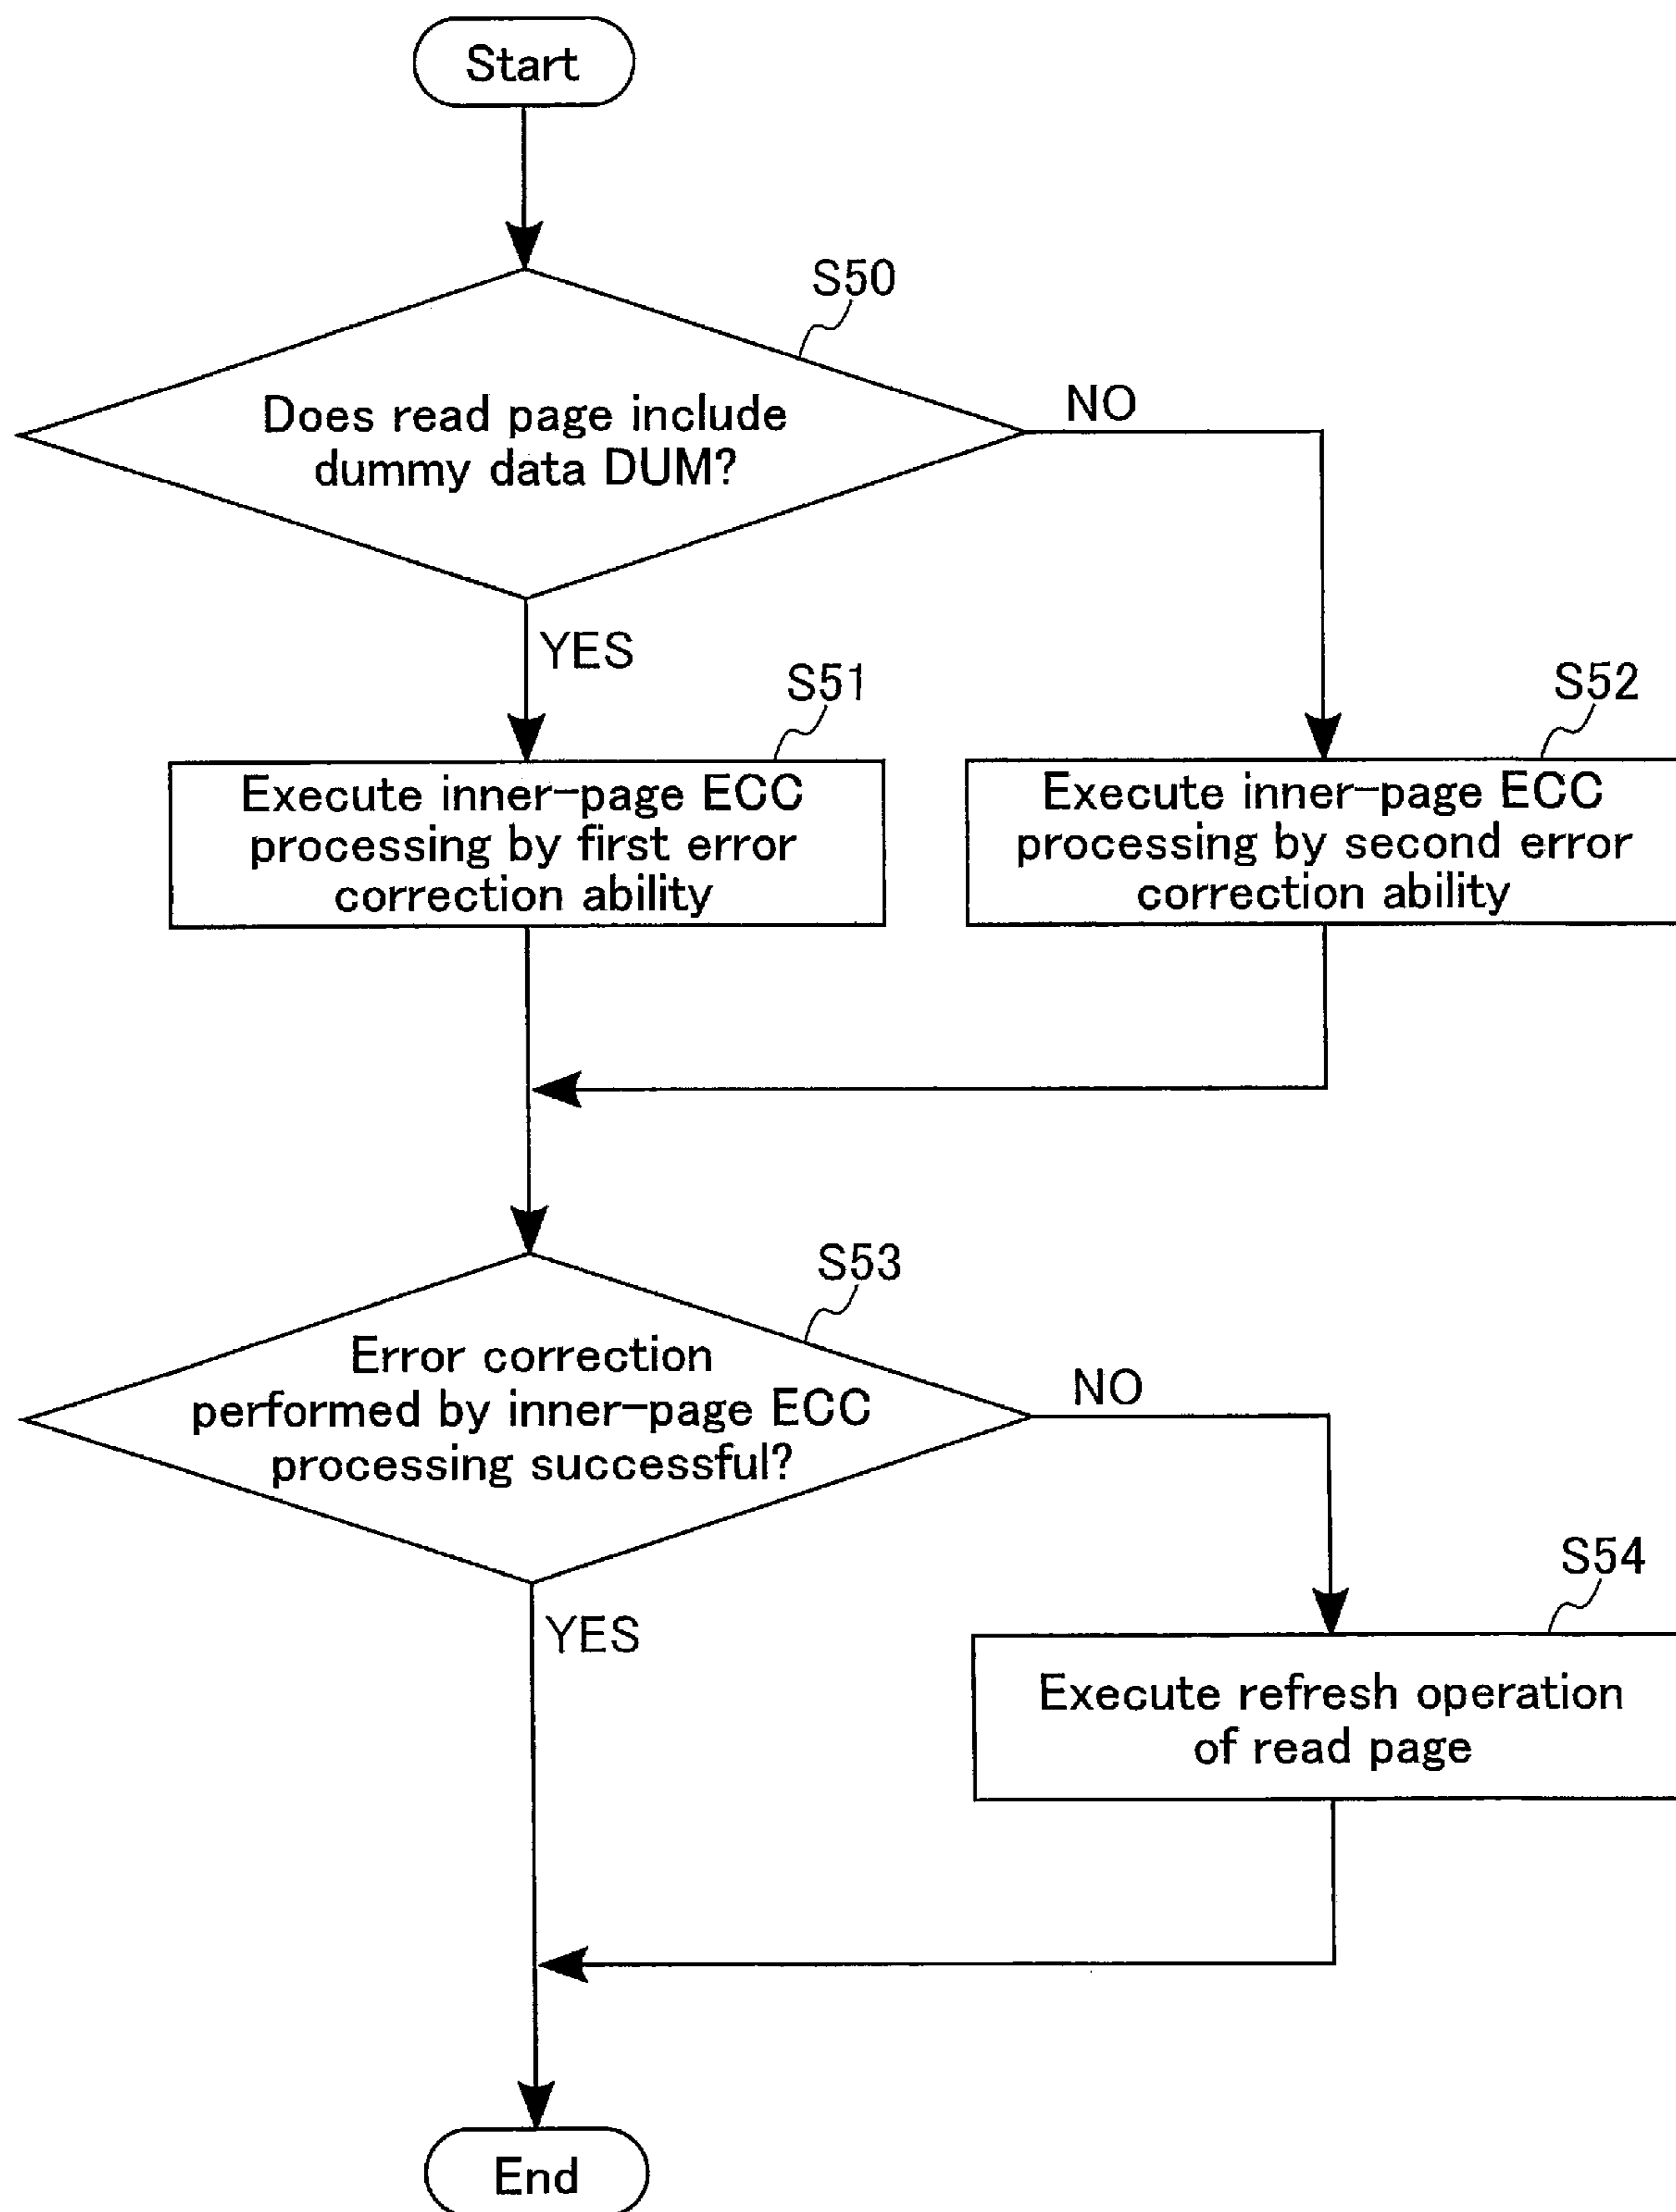 Start
S50
Does read page include
dummy data DUM?
NO
YES
S51
S52
Execute inner-page ECC
processing by first error
correction ability
Execute inner-page ECC
processing by second error
correction ability
S53
Error correction
performed by inner-page ECC
processing successful?
NO
YES
S54
Execute refresh operation
of read page
End